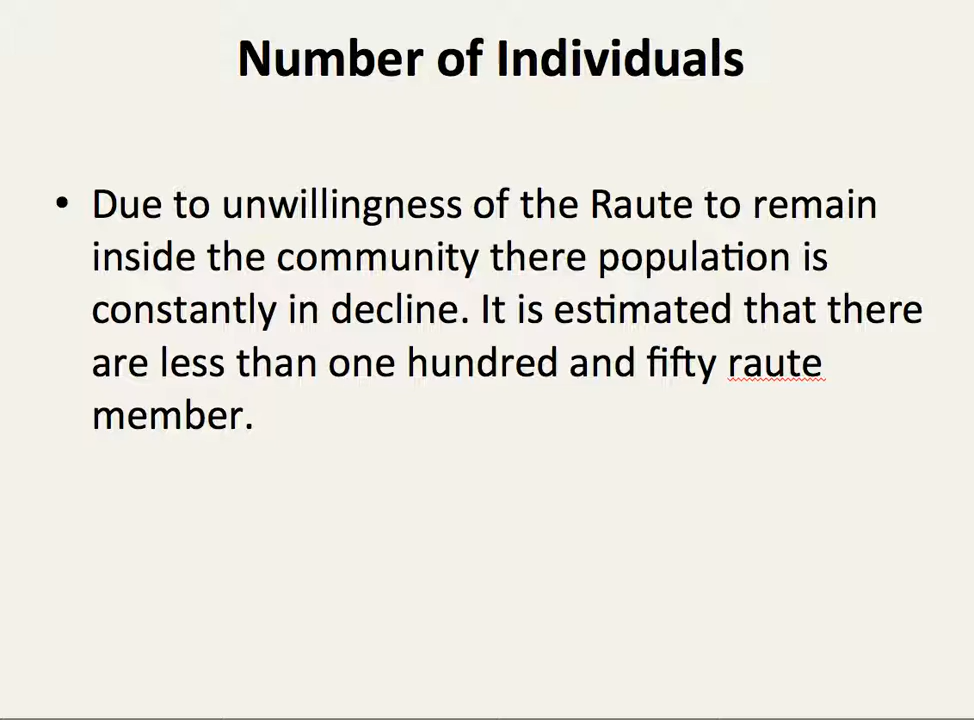 Number of Individuals
• Due to unwillingness of the Raute to remain
inside the community there population is
constantly in decline. It is estimated that there
are less than one hundred and fifty raute
member.